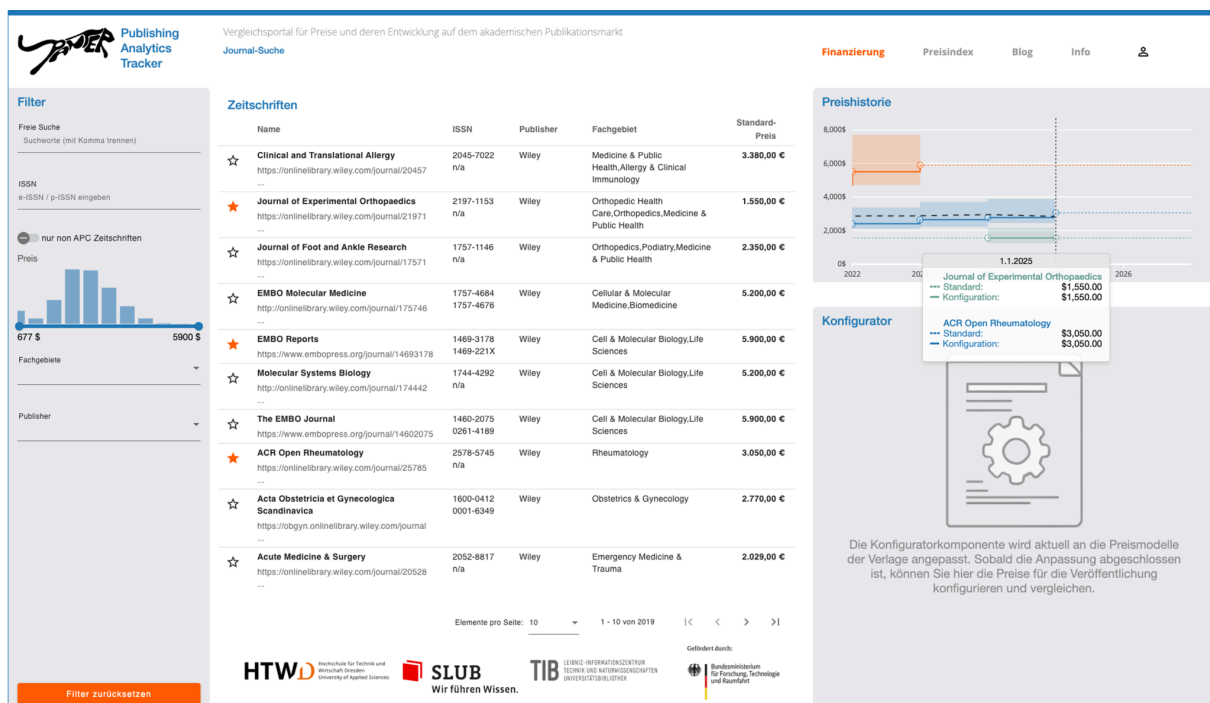 PANTER
Publishing
Analytics
Tracker
Vergleichsportal für Preise und deren Entwicklung auf dem akademischen Publikationsmarkt
Journal-Suche
Finanzierung Preisindex Blog Info
Filter
Freie Suche
Suchworte (mit Komma trennen)
ISSN
e-ISSN / p-ISSN eingeben
nur non APC Zeitschriften
Preis
677 $ 5900 $
Fachgebiete
Publisher
Filter zurücksetzen
Zeitschriften
Name ISSN Publisher Fachgebiet Standard-
Preis
Clinical and Translational Allergy 2045-7022 Wiley Medicine & Public 3.380,00 €
https://onlinelibrary.wiley.com/journal/20457 n/a Health,Allergy & Clinical
... Immunology
Journal of Experimental Orthopaedics 2197-1153 Wiley Orthopedic Health 1.550,00 €
https://onlinelibrary.wiley.com/journal/21971 n/a Care,Orthopedics,Medicine &
... Public Health
Journal of Foot and Ankle Research 1757-1146 Wiley Orthopedics,Podiatry,Medicine 2.350,00 €
https://onlinelibrary.wiley.com/journal/17571 n/a & Public Health
...
EMBO Molecular Medicine 1757-4684 Wiley Cellular & Molecular 5.200,00 €
http://onlinelibrary.wiley.com/journal/175746 1757-4676 Medicine,Biomedicine
...
EMBO Reports 1469-3178 Wiley Cell & Molecular Biology,Life 5.900,00 €
https://www.embopress.org/journal/14693178 1469-221X Sciences
Molecular Systems Biology 1744-4292 Wiley Cell & Molecular Biology,Life 5.200,00 €
http://onlinelibrary.wiley.com/journal/174442 n/a Sciences
...
The EMBO Journal 1460-2075 Wiley Cell & Molecular Biology,Life 5.900,00 €
https://www.embopress.org/journal/14602075 0261-4189 Sciences
ACR Open Rheumatology 2578-5745 Wiley Rheumatology 3.050,00 €
https://onlinelibrary.wiley.com/journal/25785 n/a
...
Acta Obstetricia et Gynecologica 1600-0412 Wiley Obstetrics & Gynecology 2.770,00 €
Scandinavica 0001-6349
https://obgyn.onlinelibrary.wiley.com/journal
...
Acute Medicine & Surgery 2052-8817 Wiley Emergency Medicine & 2.029,00 €
https://onlinelibrary.wiley.com/journal/20528 n/a Trauma
...
Elemente pro Seite: 10 1 - 10 von 2019
HTWD Hochschule für Technik und
Wirtschaft Dresden
University of Applied Sciences
SLUB
Wir führen Wissen.
TIB LEIBNIZ-INFORMATIONSZENTRUM
TECHNIK UND NATURWISSENSCHAFTEN
UNIVERSITÄTSBIBLIOTHEK
Gefördert durch:
Bundesministerium
für Forschung, Technologie
und Raumfahrt
Preishistorie
8,000$
6,000$
4,000$
2,000$
0$
2022 202 2026
1.1.2025
Journal of Experimental Orthopaedics
Standard: $1,550.00
Konfiguration: $1,550.00
ACR Open Rheumatology
Standard: $3,050.00
Konfiguration: $3,050.00
Konfigurator
Die Konfiguratorkomponente wird aktuell an die Preismodelle
der Verlage angepasst. Sobald die Anpassung abgeschlossen
ist, können Sie hier die Preise für die Veröffentlichung
konfigurieren und vergleichen.